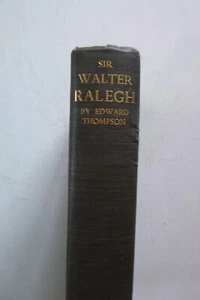 SIR
WALTER
RALEGH
BY EDWARD
THOMPSON